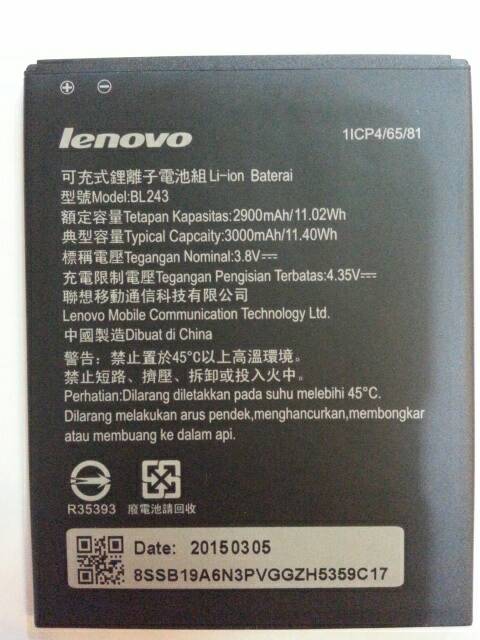 + −
lenovo 1ICP4/65/81
可充式鋰離子電池組Li-ion Baterai
型號Model:BL243
額定容量Tetapan Kapasitas:2900mAh/11.02Wh
典型容量Typical Capcaity:3000mAh/11.40Wh
標稱電壓Tegangan Nominal:3.8V⎓
充電限制電壓Tegangan Pengisian Terbatas:4.35V⎓
聯想移動通信科技有限公司
Lenovo Mobile Communication Technology Ltd.
中國製造Dibuat di China
警告: 禁止置於45°C以上高溫環境。
禁止短路、擠壓、拆卸或投入火中。
Perhatian:Dilarang diletakkan pada suhu melebihi 45°C.
Dilarang melakukan arus pendek,menghancurkan,membongkar
atau membuang ke dalam api.
R35393 廢電池請回收
Date: 20150305
8SSB19A6N3PVGGZH5359C17